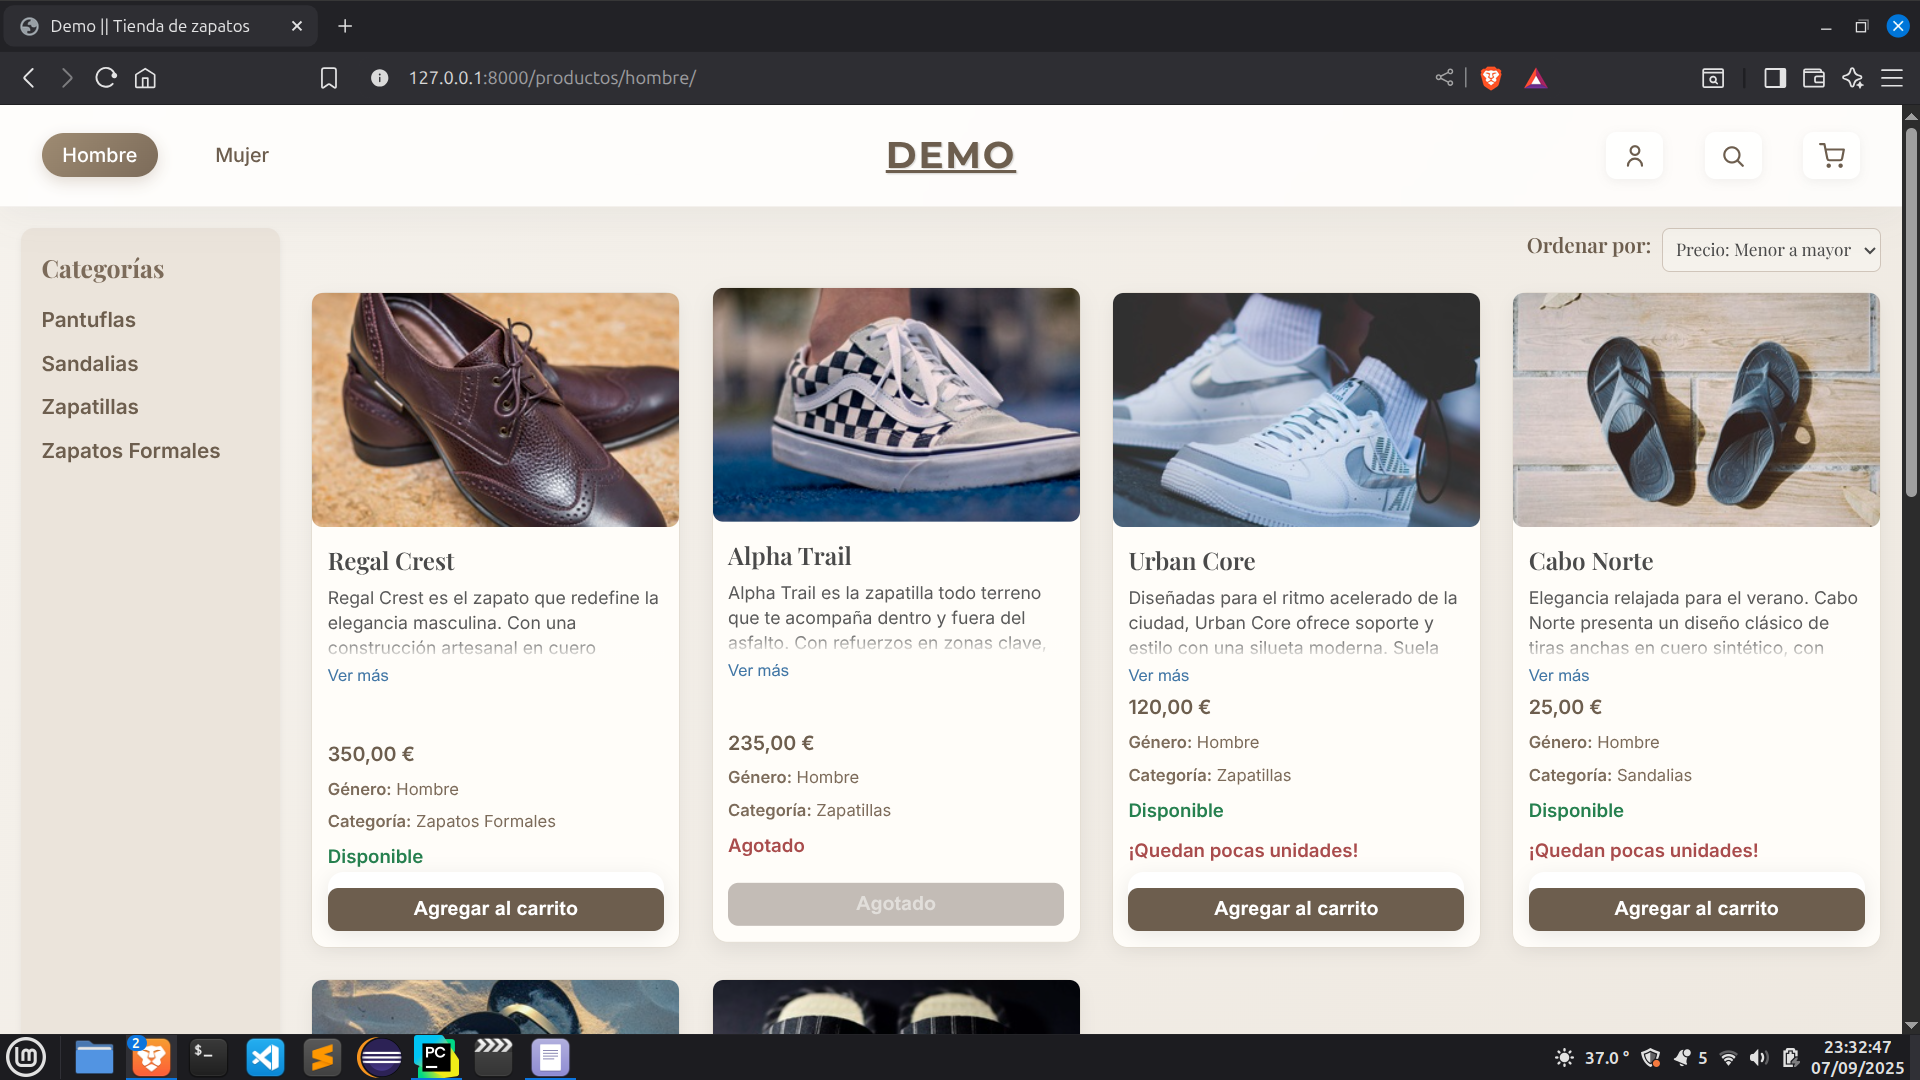 Demo || Tienda de zapatos
127.0.0.1:8000/productos/hombre/
Hombre
Mujer
DEMO
Categorías
Pantuflas
Sandalias
Zapatillas
Zapatos Formales
Ordenar por:
Precio: Menor a mayor
Regal Crest
Regal Crest es el zapato que redefine la
elegancia masculina. Con una
construcción artesanal en cuero
Ver más
350,00 €
Género: Hombre
Categoría: Zapatos Formales
Disponible
Agregar al carrito
Alpha Trail
Alpha Trail es la zapatilla todo terreno
que te acompaña dentro y fuera del
asfalto. Con refuerzos en zonas clave,
Ver más
235,00 €
Género: Hombre
Categoría: Zapatillas
Agotado
Agotado
Urban Core
Diseñadas para el ritmo acelerado de la
ciudad, Urban Core ofrece soporte y
estilo con una silueta moderna. Suela
Ver más
120,00 €
Género: Hombre
Categoría: Zapatillas
Disponible
¡Quedan pocas unidades!
Agregar al carrito
Cabo Norte
Elegancia relajada para el verano. Cabo
Norte presenta un diseño clásico de
tiras anchas en cuero sintético, con
Ver más
25,00 €
Género: Hombre
Categoría: Sandalias
Disponible
¡Quedan pocas unidades!
Agregar al carrito
2
$_
PC
37.0 °
5
23:32:47
07/09/2025